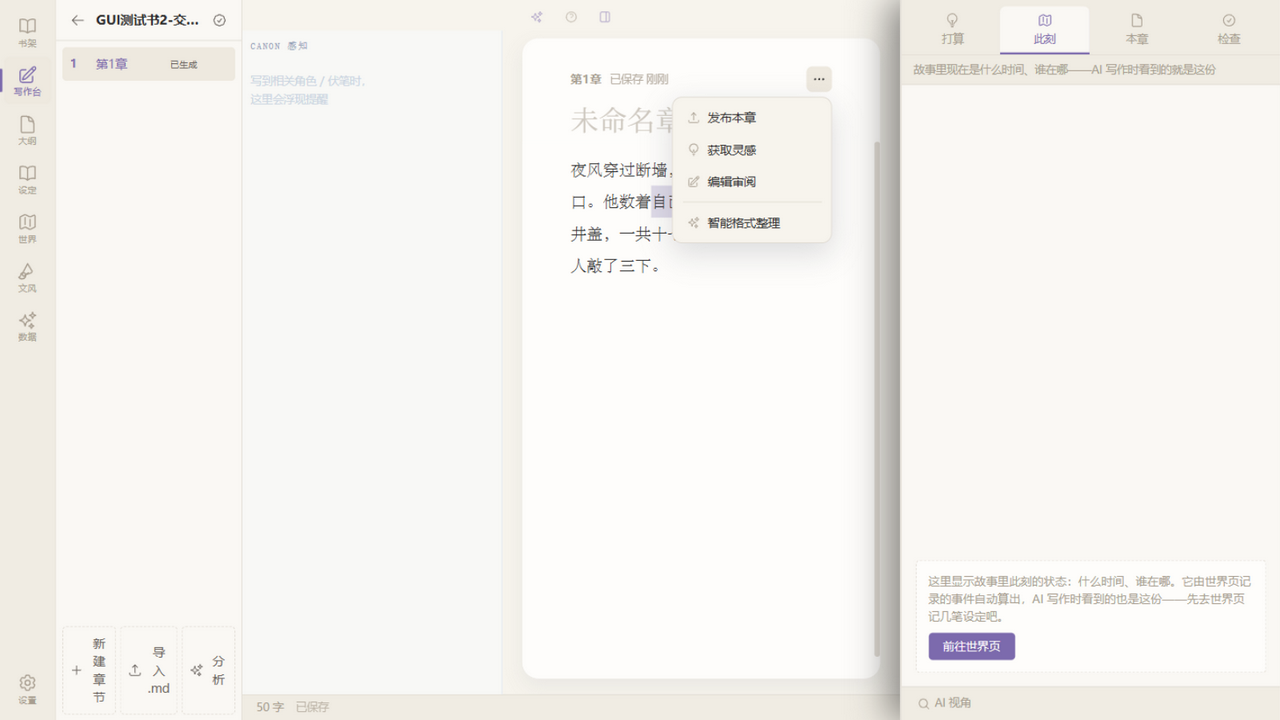 书架
写作台
大纲
设定
世界
文风
数据
设置
GUI测试书2-交...
1 第1章 已生成
新建章节
导入.md
分析
CANON 感知
写到相关角色 / 伏笔时,
这里会浮现提醒
第1章 已保存 刚刚
未命名章
夜风穿过断墙,
口。他数着自
井盖,一共十
人敲了三下。
发布本章
获取灵感
编辑审阅
智能格式整理
50 字 已保存
打算
此刻
本章
检查
故事里现在是什么时间、谁在哪——AI 写作时看到的就是这份
这里显示故事里此刻的状态:什么时间、谁在哪。它由世界页记
录的事件自动算出,AI 写作时看到的也是这份——先去世界页
记几笔设定吧。
前往世界页
AI 视角